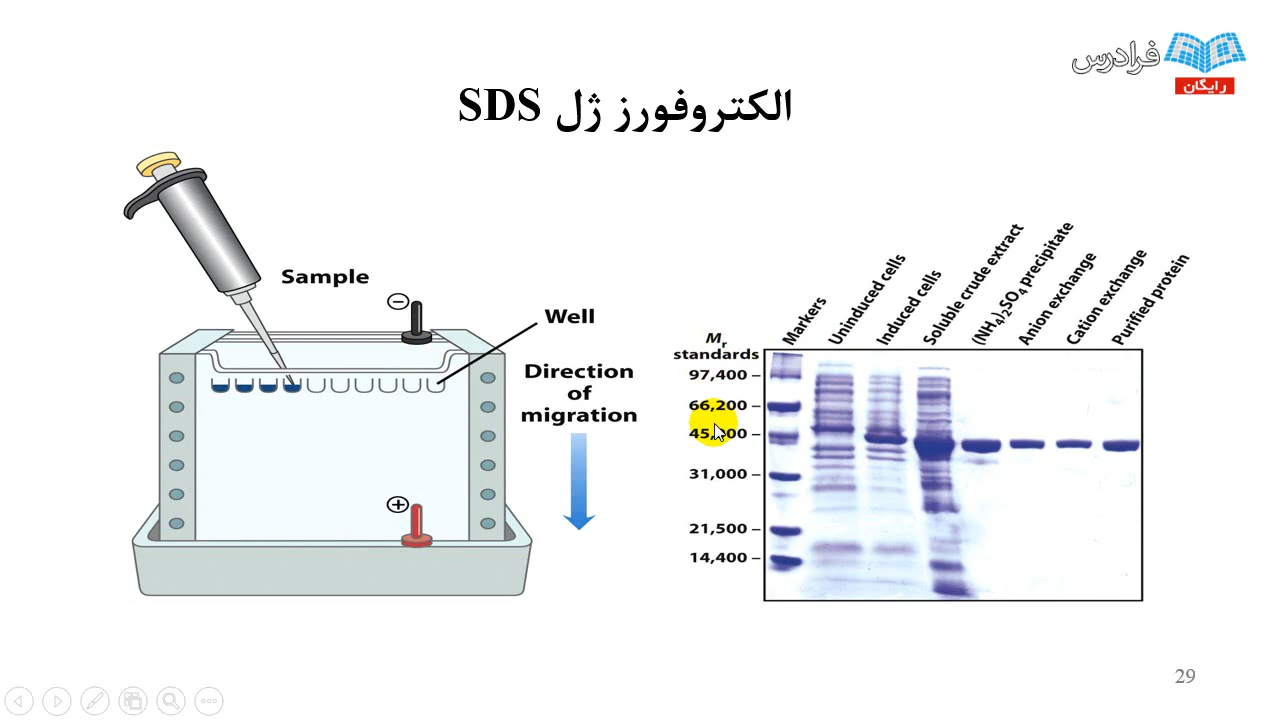 فرادرس
رایگان
الکتروفورز ژل SDS
Sample
Well
Direction
of
migration
−
+
Mr
standards
97,400 –
66,200 –
31,000 –
21,500 –
14,400 –
Markers
Uninduced cells
Induced cells
Soluble crude extract
(NH4)2SO4 precipitate
Anion exchange
Cation exchange
Purified protein
29